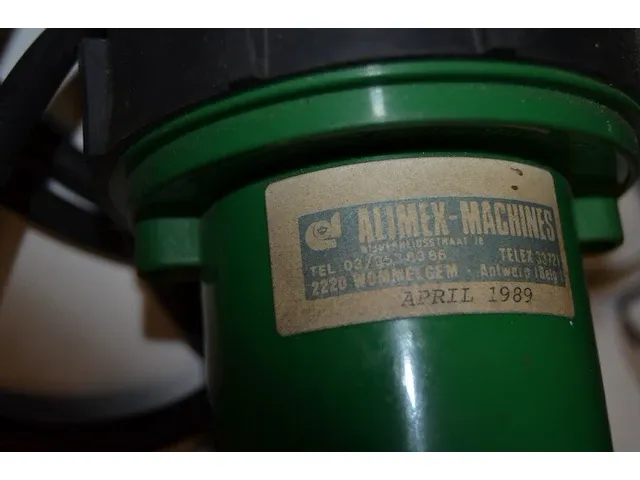 ALIMEX-MACHINES
TEL 03/ TELEX
2220 WOMMELGEM - Antwerp (Belg.)
APRIL 1989